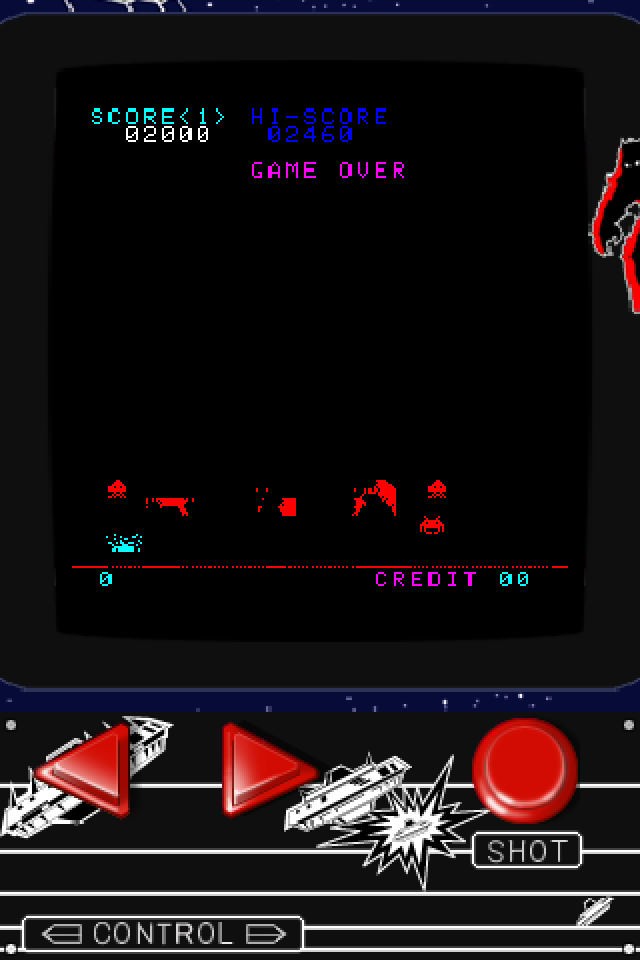 SCORE<1> HI-SCORE
02000 02460
GAME OVER
0 CREDIT 00
SHOT
CONTROL